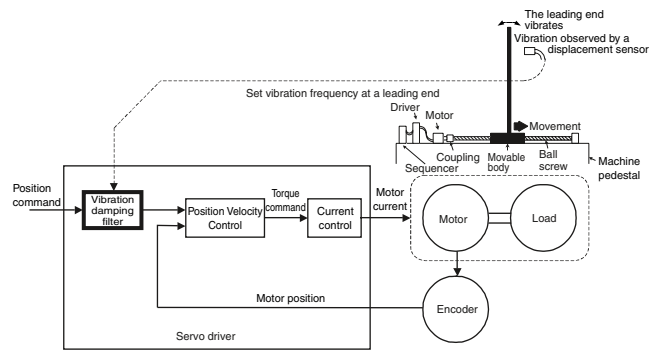 The leading end
vibrates
Vibration observed by a
displacement sensor
Set vibration frequency at a leading end
Driver
Motor
Movement
Coupling
Sequencer
Movable
body
Ball
screw
Machine
pedestal
Position
command
Vibration
damping
filter
Position Velocity
Control
Torque
command
Current
control
Motor
current
Motor
Load
Motor position
Encoder
Servo driver